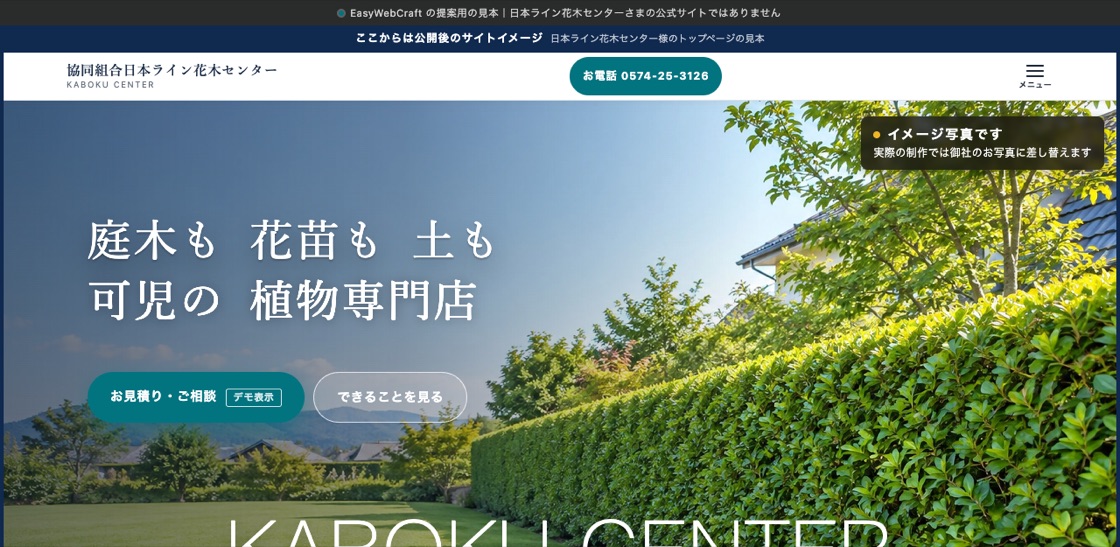 EasyWebCraft の提案用の見本｜日本ライン花木センターさまの公式サイトではありません
ここからは公開後のサイトイメージ 日本ライン花木センター様のトップページの見本
協同組合日本ライン花木センター
KABOKU CENTER
お電話 0574-25-3126
メニュー
イメージ写真です
実際の制作では御社のお写真に差し替えます
庭木も 花苗も 土も
可児の 植物専門店
お見積り・ご相談 デモ表示
できることを見る
KABOKU CENTER